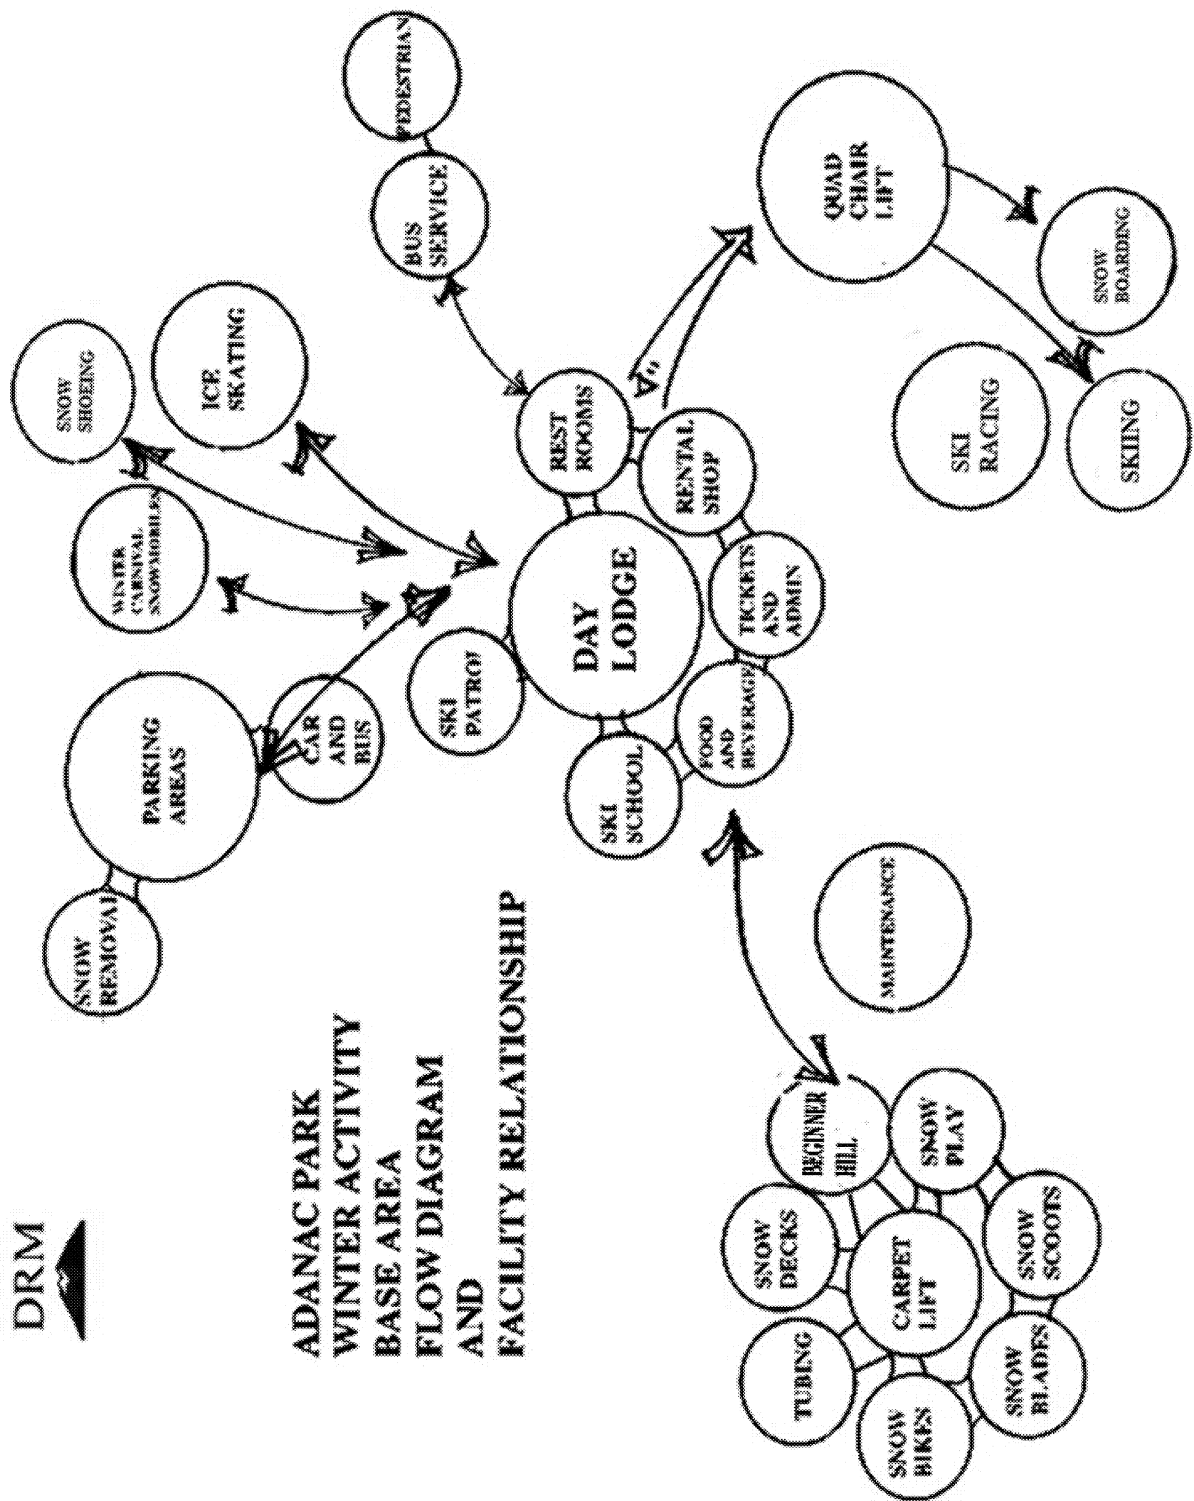 DRM
ADANAC PARK
WINTER ACTIVITY
BASE AREA
FLOW DIAGRAM
AND
FACILITY RELATIONSHIP
SNOW
REMOVAL
PARKING
AREAS
CAR
AND
BUS
WINTER
CARNIVAL
SNOWMOBILES
SNOW
SHOEING
ICE
SKATING
BUS
SERVICE
PEDESTRIAN
SKI
PATROL
DAY
LODGE
REST
ROOMS
RENTAL
SHOP
TICKETS
AND
ADMIN
FOOD
AND
BEVERAGE
SKI
SCHOOL
"A"
QUAD
CHAIR
LIFT
SNOW
BOARDING
SKI
RACING
SKIING
MAINTENANCE
BEGINNER
HILL
SNOW
PLAY
SNOW
DECKS
CARPET
LIFT
SNOW
SCOOTS
TUBING
SNOW
BIKES
SNOW
BLADES